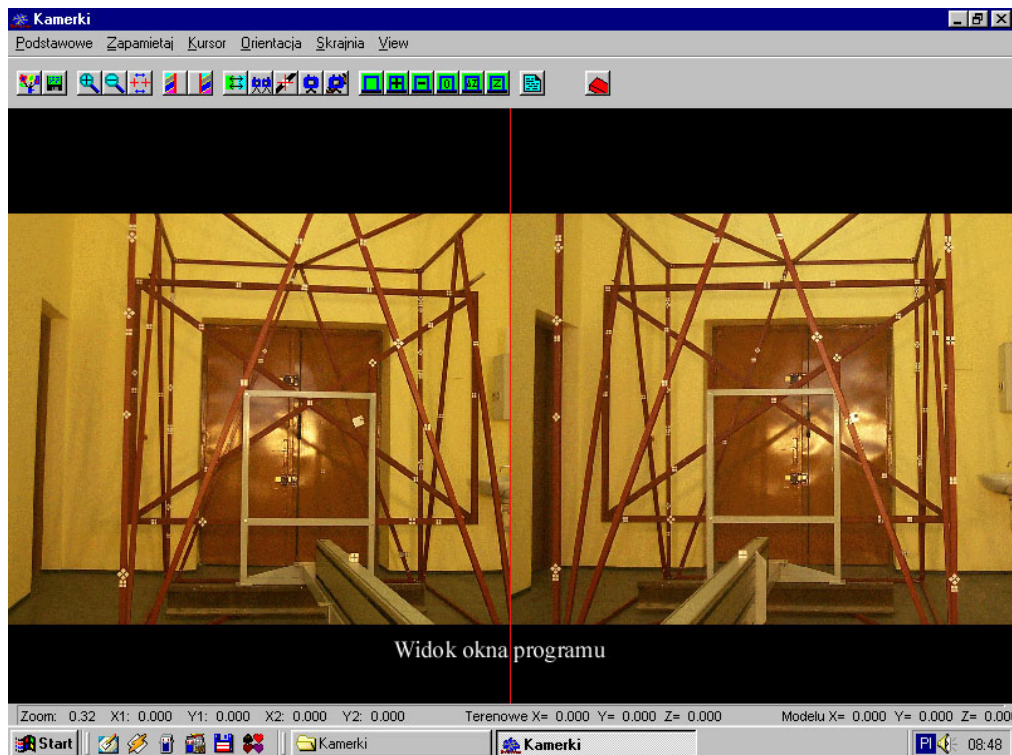 Kamerki
Podstawowe Zapamietaj Kursor Orientacja Skrajnia View
Widok okna programu
Zoom: 0.32 X1: 0.000 Y1: 0.000 X2: 0.000 Y2: 0.000 Terenowe X= 0.000 Y= 0.000 Z= 0.000 Modelu X= 0.000 Y= 0.000 Z= 0.00
Start Kamerki Kamerki Pl 08:48